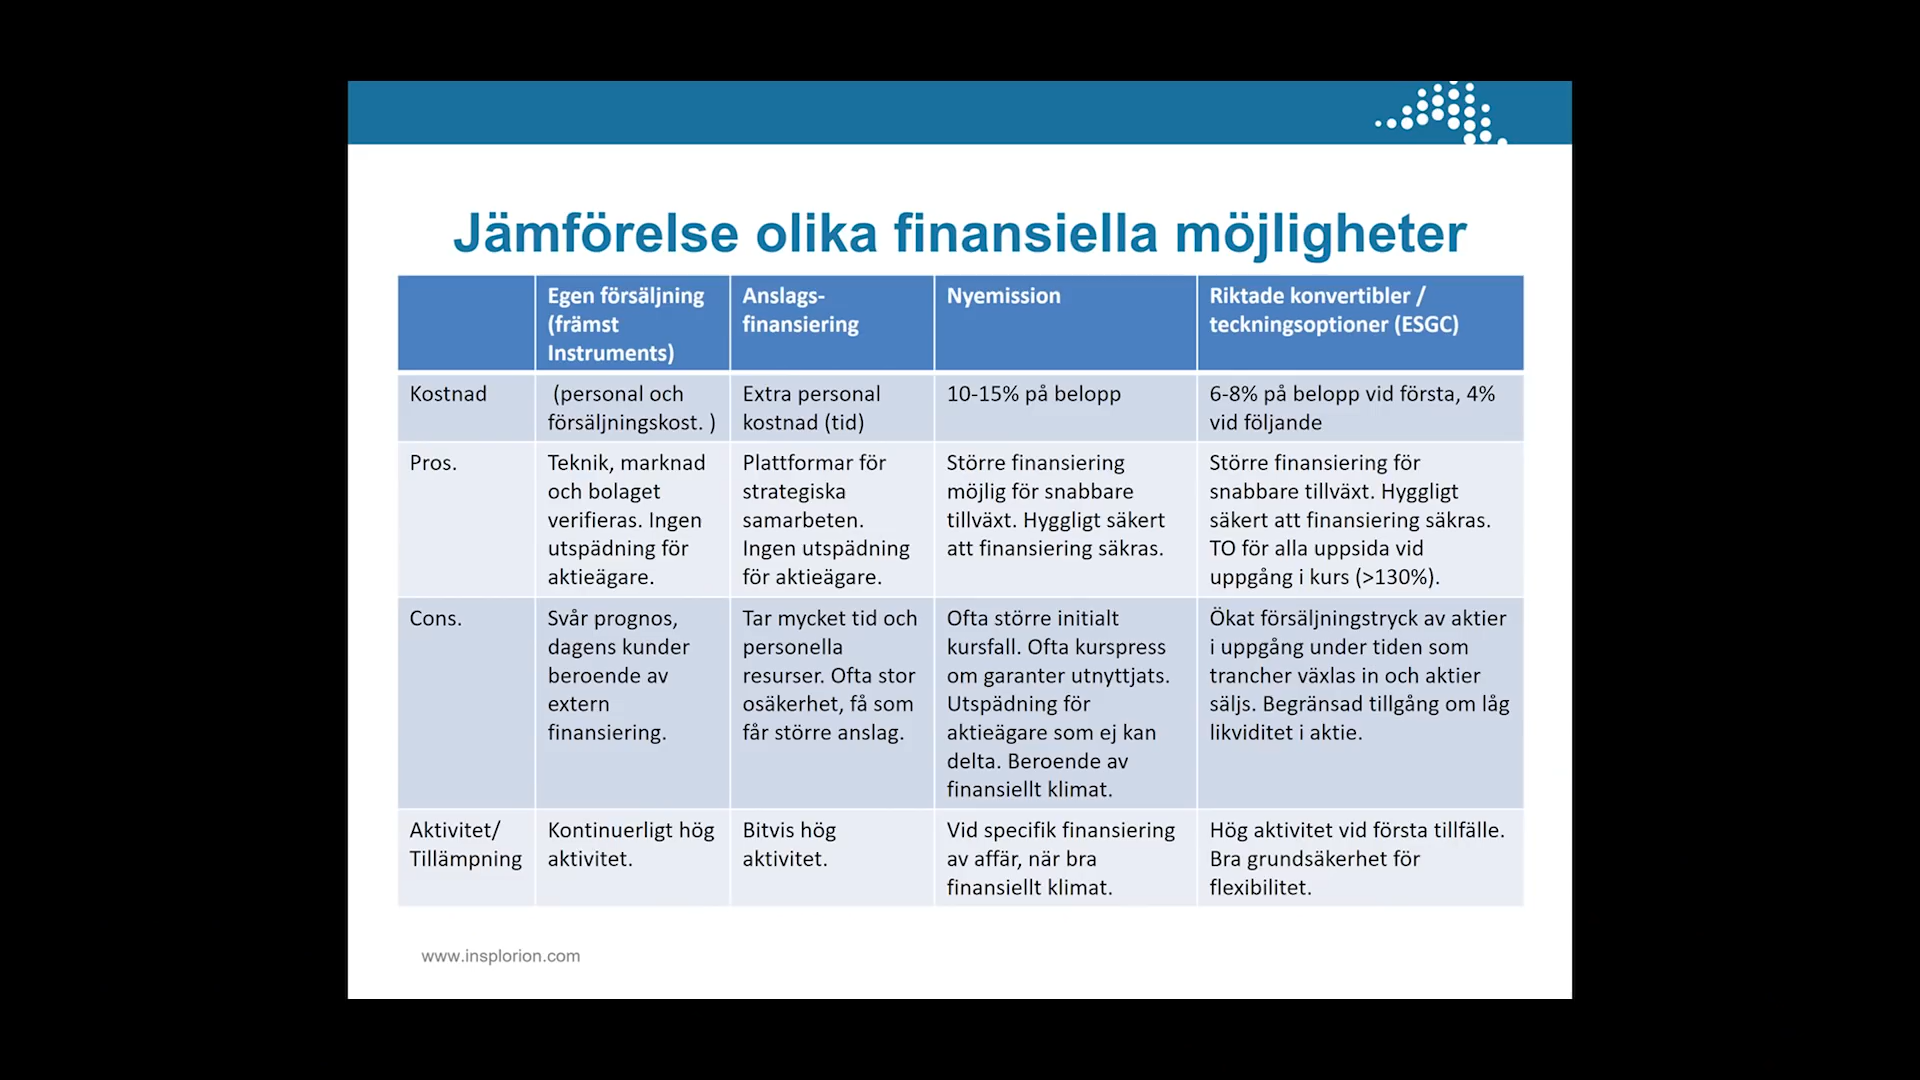 Jämförelse olika finansiella möjligheter
Egen försäljning
(främst
Instruments)
Anslags-
finansiering
Nyemission
Riktade konvertibler /
teckningsoptioner (ESGC)
Kostnad
(personal och
försäljningskost. )
Extra personal
kostnad (tid)
10-15% på belopp
6-8% på belopp vid första, 4%
vid följande
Pros.
Teknik, marknad
och bolaget
verifieras. Ingen
utspädning för
aktieägare.
Plattformar för
strategiska
samarbeten.
Ingen utspädning
för aktieägare.
Större finansiering
möjlig för snabbare
tillväxt. Hyggligt säkert
att finansiering säkras.
Större finansiering för
snabbare tillväxt. Hyggligt
säkert att finansiering säkras.
TO för alla uppsida vid
uppgång i kurs (>130%).
Cons.
Svår prognos,
dagens kunder
beroende av
extern
finansiering.
Tar mycket tid och
personella
resurser. Ofta stor
osäkerhet, få som
får större anslag.
Ofta större initialt
kursfall. Ofta kurspress
om garanter utnyttjats.
Utspädning för
aktieägare som ej kan
delta. Beroende av
finansiellt klimat.
Ökat försäljningstryck av aktier
i uppgång under tiden som
trancher växlas in och aktier
säljs. Begränsad tillgång om låg
likviditet i aktie.
Aktivitet/
Tillämpning
Kontinuerligt hög
aktivitet.
Bitvis hög
aktivitet.
Vid specifik finansiering
av affär, när bra
finansiellt klimat.
Hög aktivitet vid första tillfälle.
Bra grundsäkerhet för
flexibilitet.
www.insplorion.com